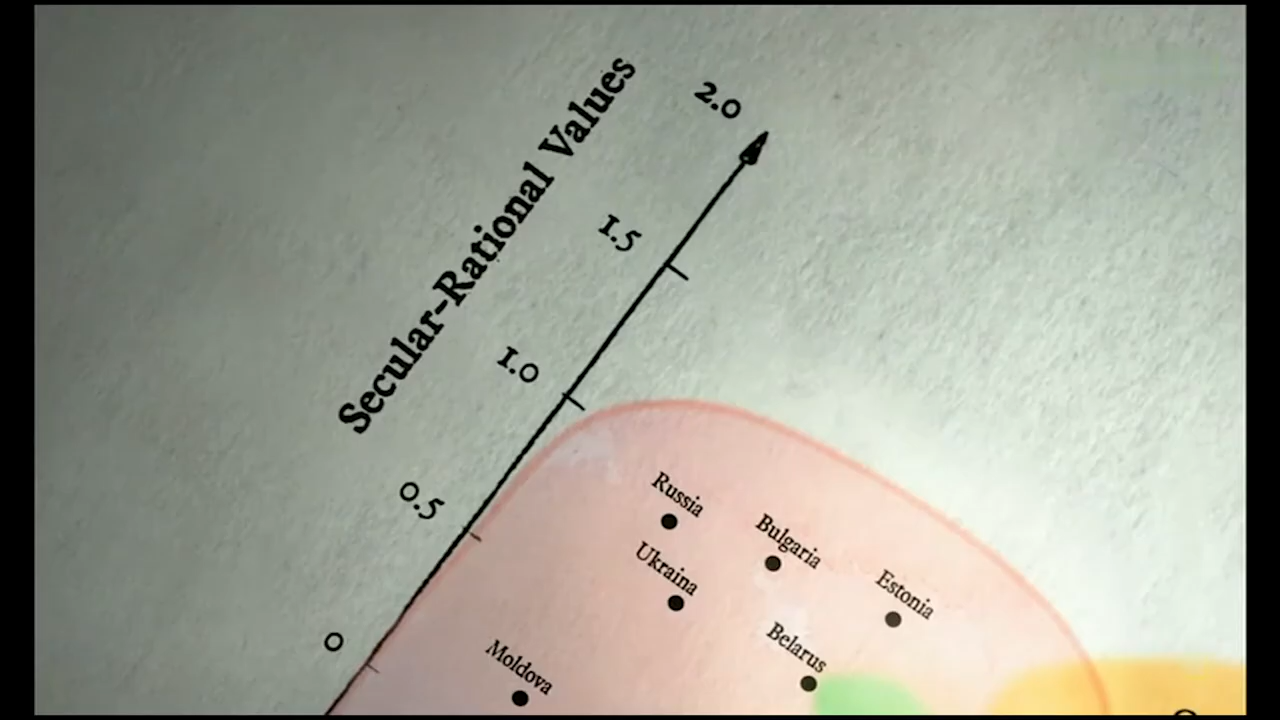 Secular-Rational Values
2.0
1.5
1.0
0.5
0
Russia
Bulgaria
Ukraina
Estonia
Belarus
Moldova